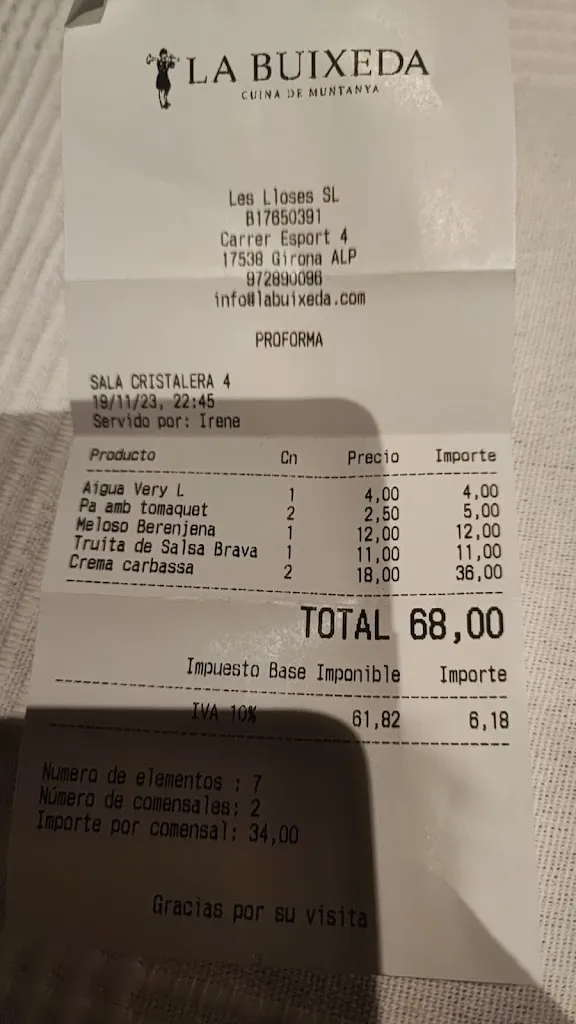 LA BUIXEDA
CUINA DE MUNTANYA
Les Lloses SL
B17650391
Carrer Esport 4
17538 Girona ALP
972890096
info@labuixeda.com
PROFORMA
SALA CRISTALERA 4
19/11/23, 22:45
Servido por: Irene
Producto Cn Precio Importe
Aigua Very L 1 4,00 4,00
Pa amb tomaquet 2 2,50 5,00
Meloso Berenjena 1 12,00 12,00
Truita de Salsa Brava 1 11,00 11,00
Crema carbassa 2 18,00 36,00
TOTAL 68,00
Impuesto Base Imponible Importe
IVA 10% 61,82 6,18
Numero de elementos : 7
Número de comensales: 2
Importe por comensal: 34,00
Gracias por su visita